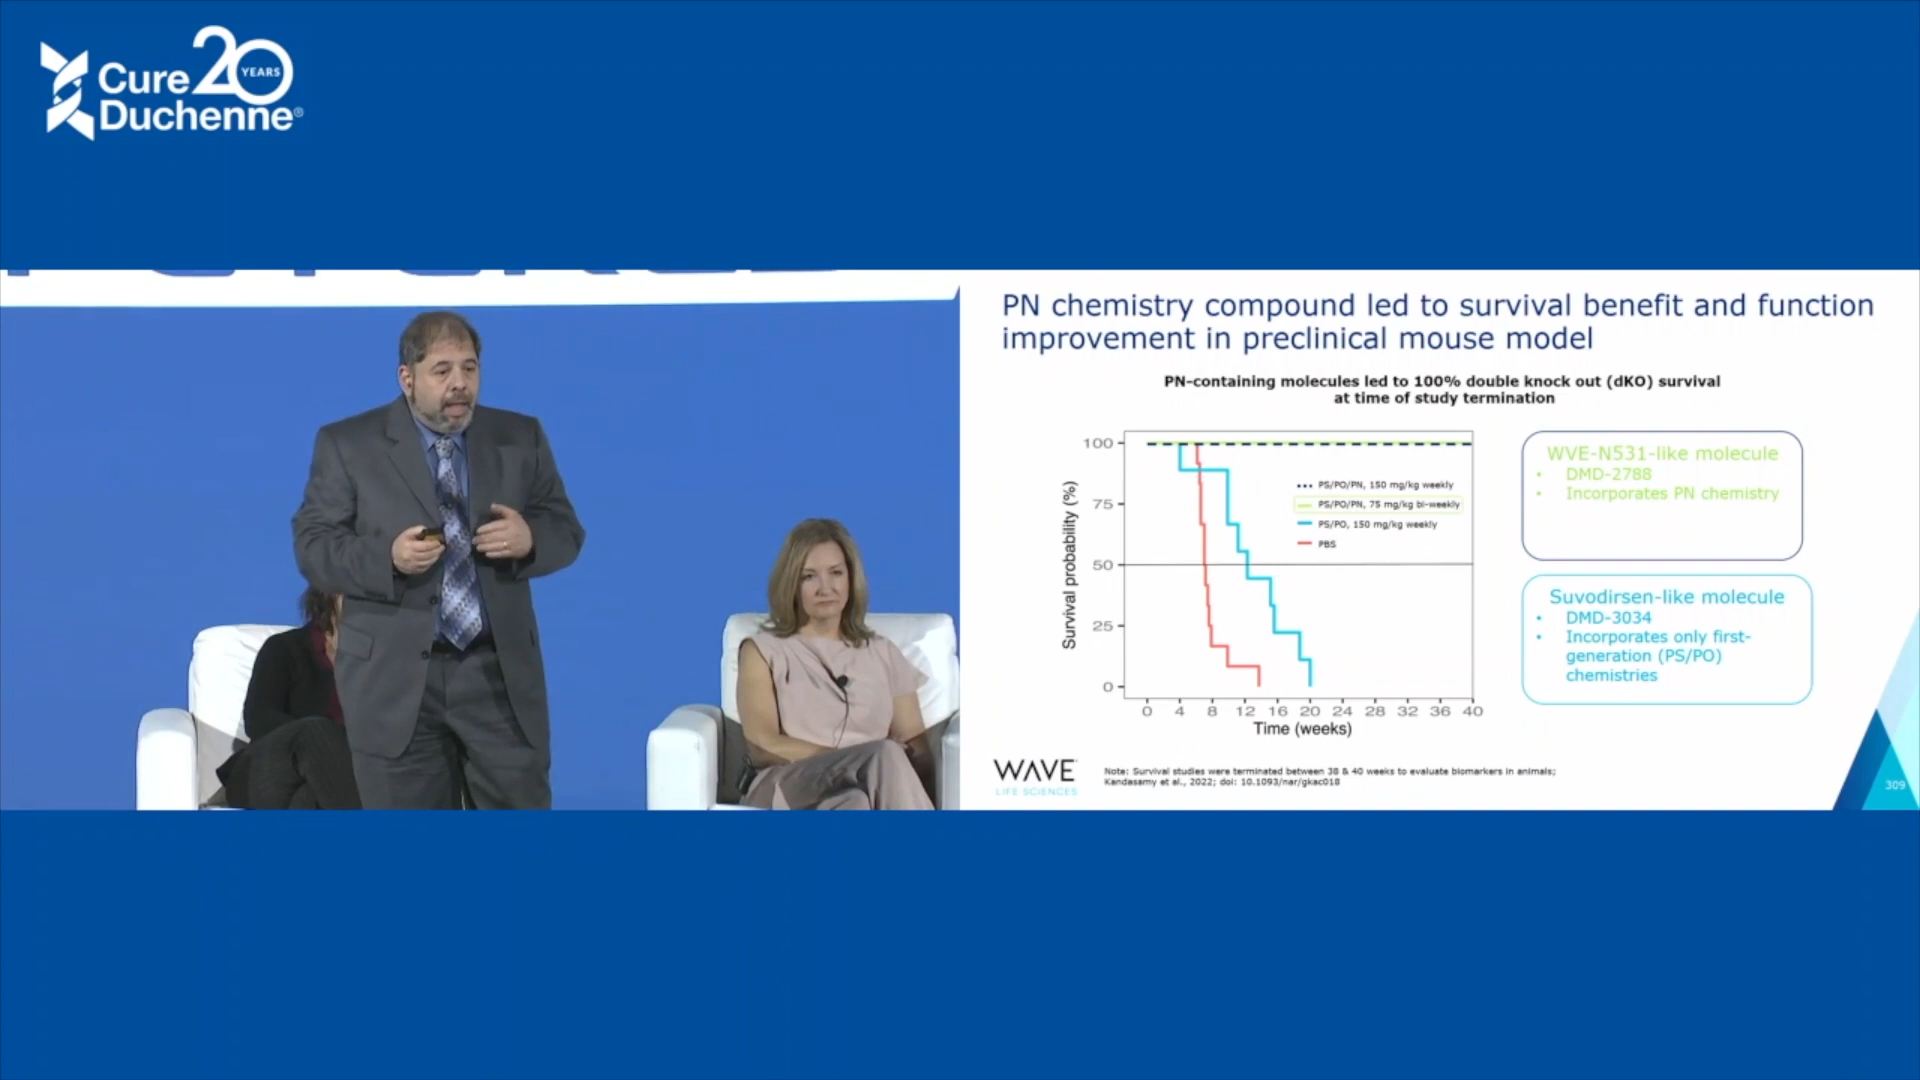 20 YEARS
Cure
Duchenne®
PN chemistry compound led to survival benefit and function
improvement in preclinical mouse model
PN-containing molecules led to 100% double knock out (dKO) survival
at time of study termination
Survival probability (%)
100
75
50
25
0
PS/PO/PN, 150 mg/kg weekly
PS/PO/PN, 75 mg/kg bi-weekly
PS/PO, 150 mg/kg weekly
PBS
0 4 8 12 16 20 24 28 32 36 40
Time (weeks)
WVE-N531-like molecule
• DMD-2788
• Incorporates PN chemistry
Suvodirsen-like molecule
• DMD-3034
• Incorporates only first-
generation (PS/PO)
chemistries
WAVE
LIFE SCIENCES
Note: Survival studies were terminated between 38 & 40 weeks to evaluate biomarkers in animals;
Kandasamy et al., 2022; doi: 10.1093/nar/gkac018
309